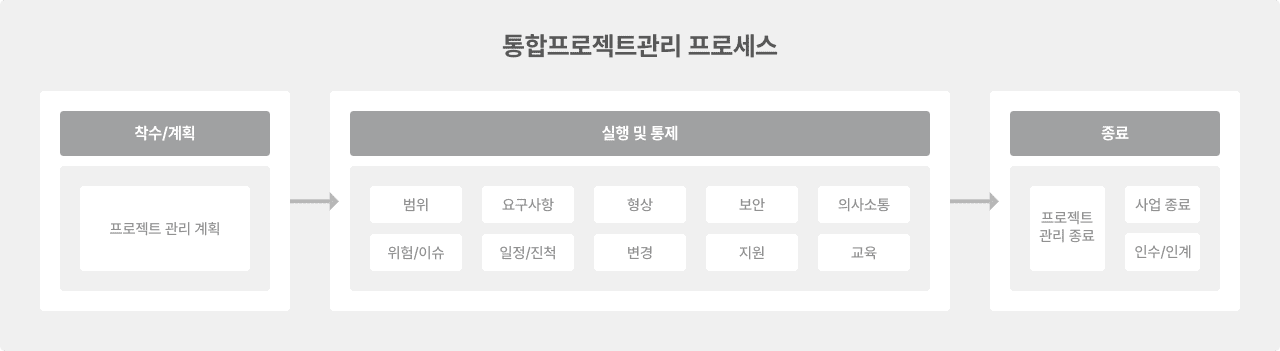 통합프로젝트관리 프로세스
착수/계획
프로젝트 관리 계획
실행 및 통제
범위
요구사항
형상
보안
의사소통
위험/이슈
일정/진척
변경
지원
교육
종료
프로젝트
관리 종료
사업 종료
인수/인계